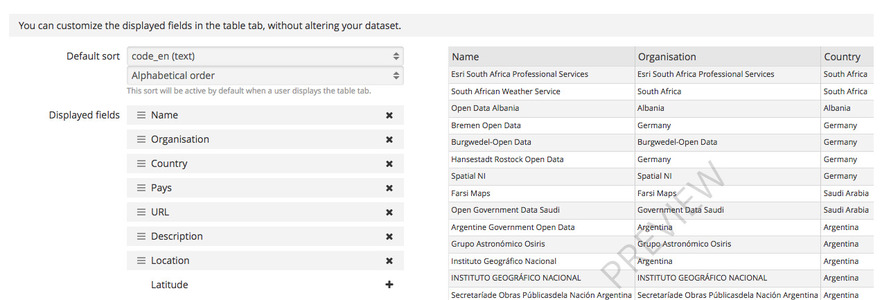 You can customize the displayed fields in the table tab, without altering your dataset.
Default sort
code_en (text)
Alphabetical order
This sort will be active by default when a user displays the table tab.
Displayed fields
Name
Organisation
Country
Pays
URL
Description
Location
Latitude
Name Organisation Country
Esri South Africa Professional Services Esri South Africa Professional Services South Africa
South African Weather Service South Africa South Africa
Open Data Albania Albania Albania
Bremen Open Data Germany Germany
Burgwedel-Open Data Burgwedel-Open Data Germany
Hansestadt Rostock Open Data Germany Germany
Spatial NI Spatial NI Germany
Farsi Maps Farsi Maps Saudi Arabia
Open Government Data Saudi Government Data Saudi Saudi Arabia
Argentine Government Open Data Argentina Argentina
Grupo Astronómico Osiris Grupo Astronómico Osiris Argentina
Instituto Geográfico Nacional Argentina Argentina
INSTITUTO GEOGRÁFICO NACIONAL INSTITUTO GEOGRÁFICO NACIONAL Argentina
Secretaríade Obras Públicasdela Nación Argentina Secretaríade Obras Públicasdela Nación Argentina Argentina
PREVIEW